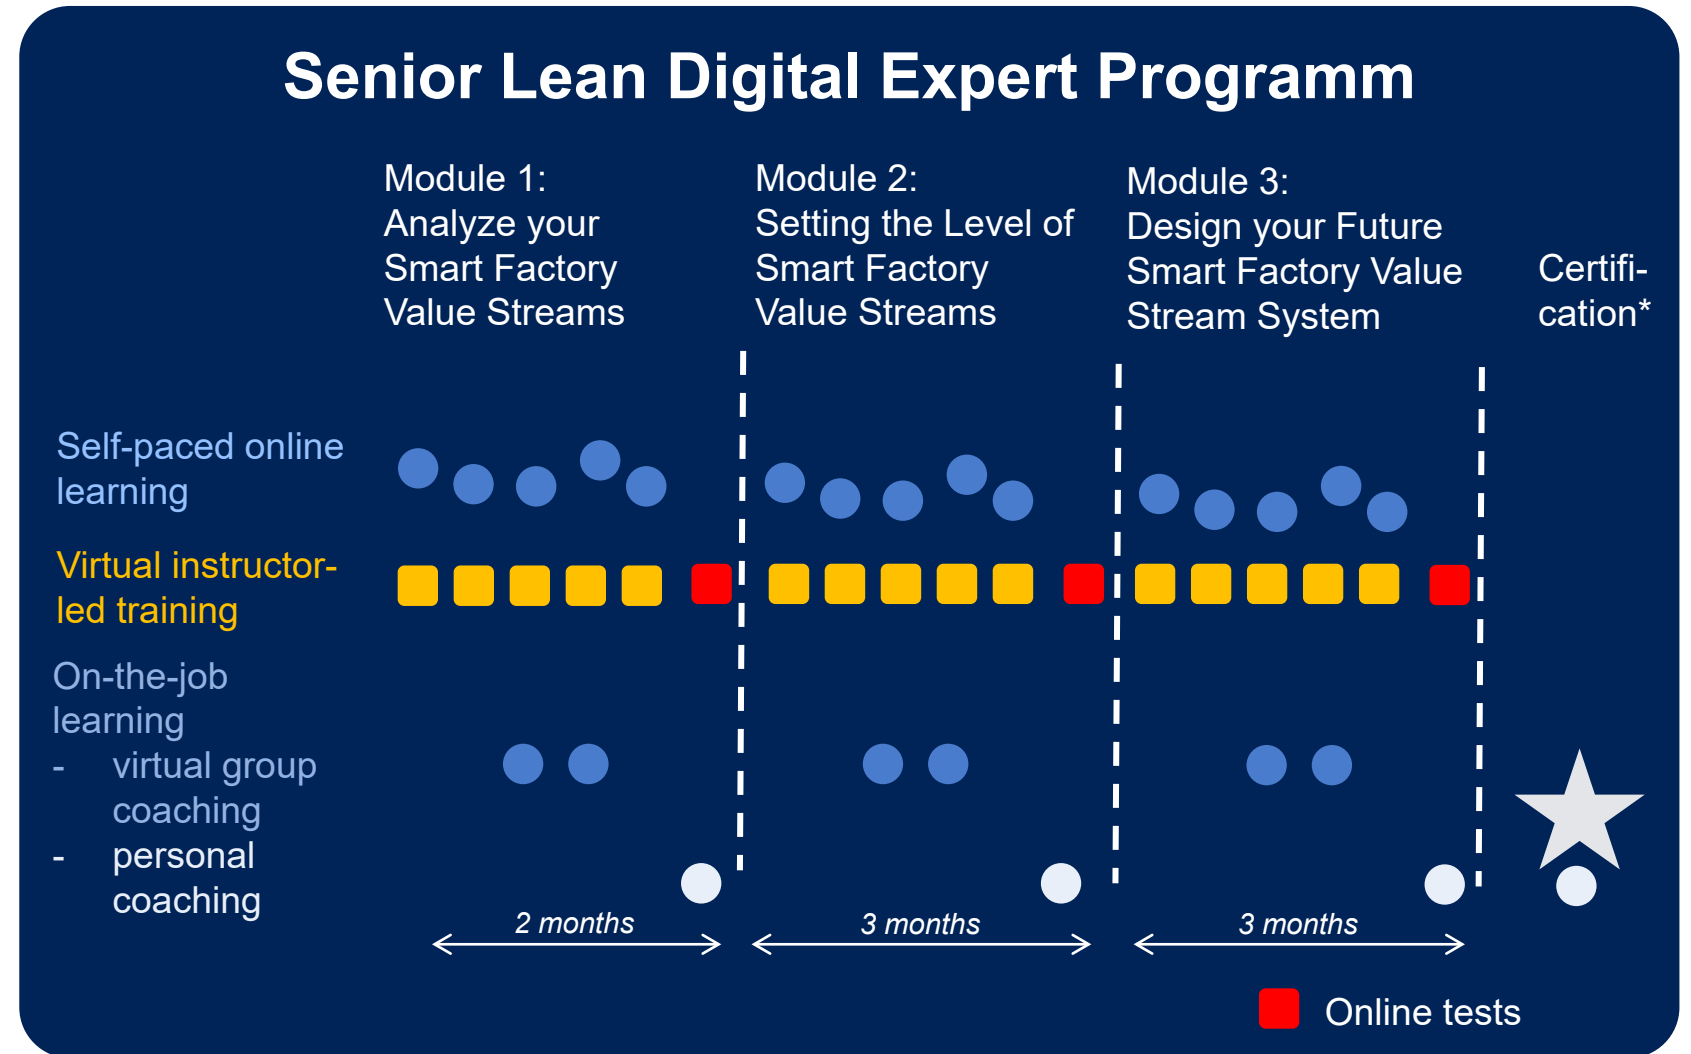 Senior Lean Digital Expert Programm
Module 1:
Analyze your
Smart Factory
Value Streams
Module 2:
Setting the Level of
Smart Factory
Value Streams
Module 3:
Design your Future
Smart Factory Value
Stream System
Certifi-
cation*
Self-paced online
learning
Virtual instructor-
led training
On-the-job
learning
- virtual group
coaching
- personal
coaching
2 months
3 months
3 months
Online tests